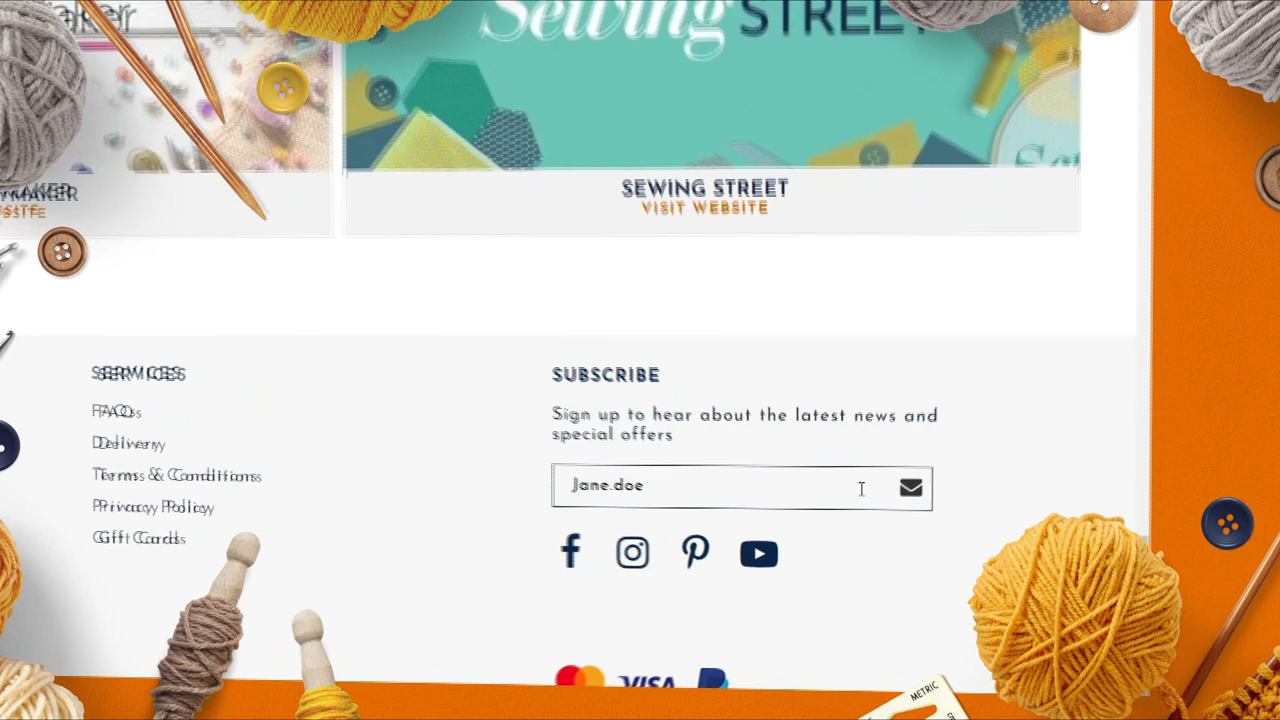 Sewing STREET
SEWING STREET
VISIT WEBSITE
SERVICES
FAQs
Delivery
Terms & Conditions
Privacy Policy
Gift Cards
SUBSCRIBE
Sign up to hear about the latest news and
special offers
Jane.doe
VISA
METRIC